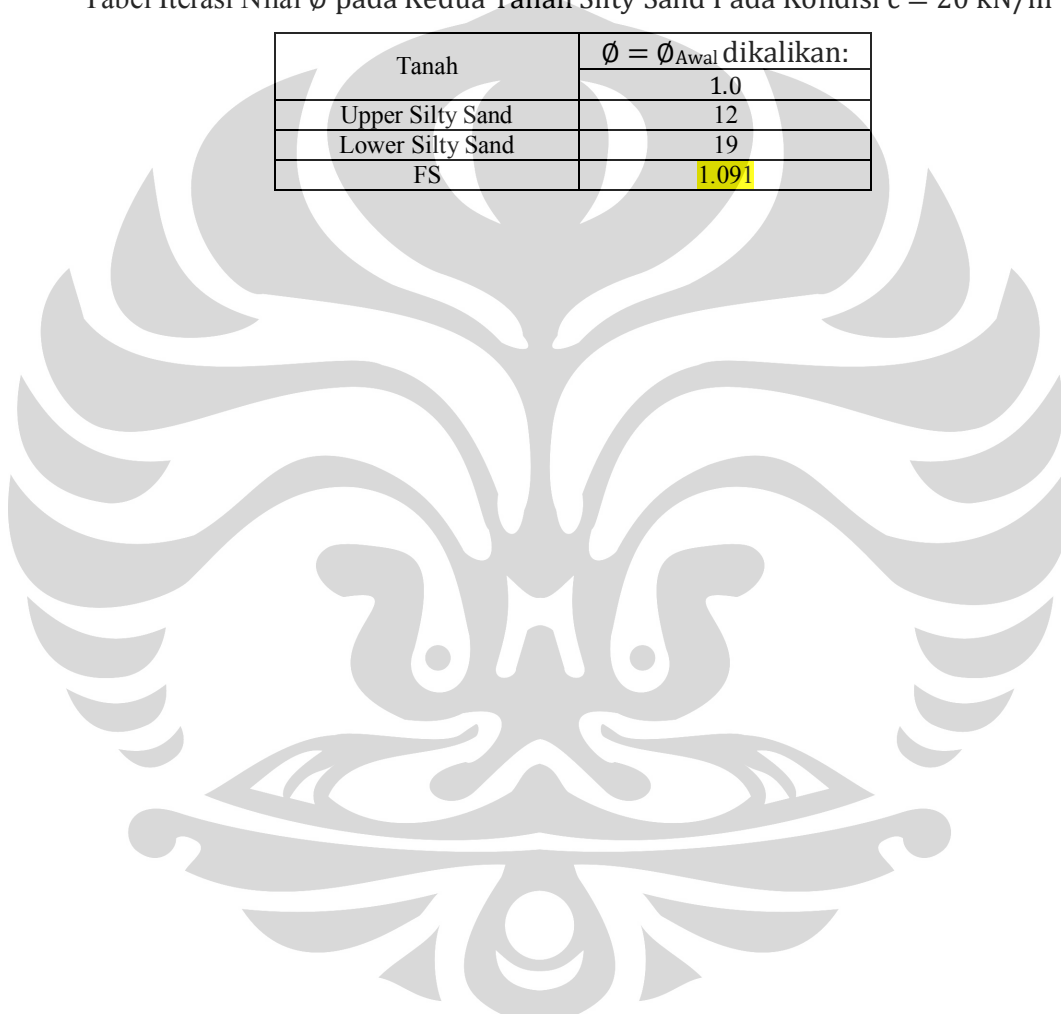 Tabel Iterasi Nilai Ø pada Kedua Tanah Silty Sand Pada Kondisi c = 20 kN/m
Tanah
Ø = ØAwal dikalikan:
1.0
Upper Silty Sand 12
Lower Silty Sand 19
FS 1.091